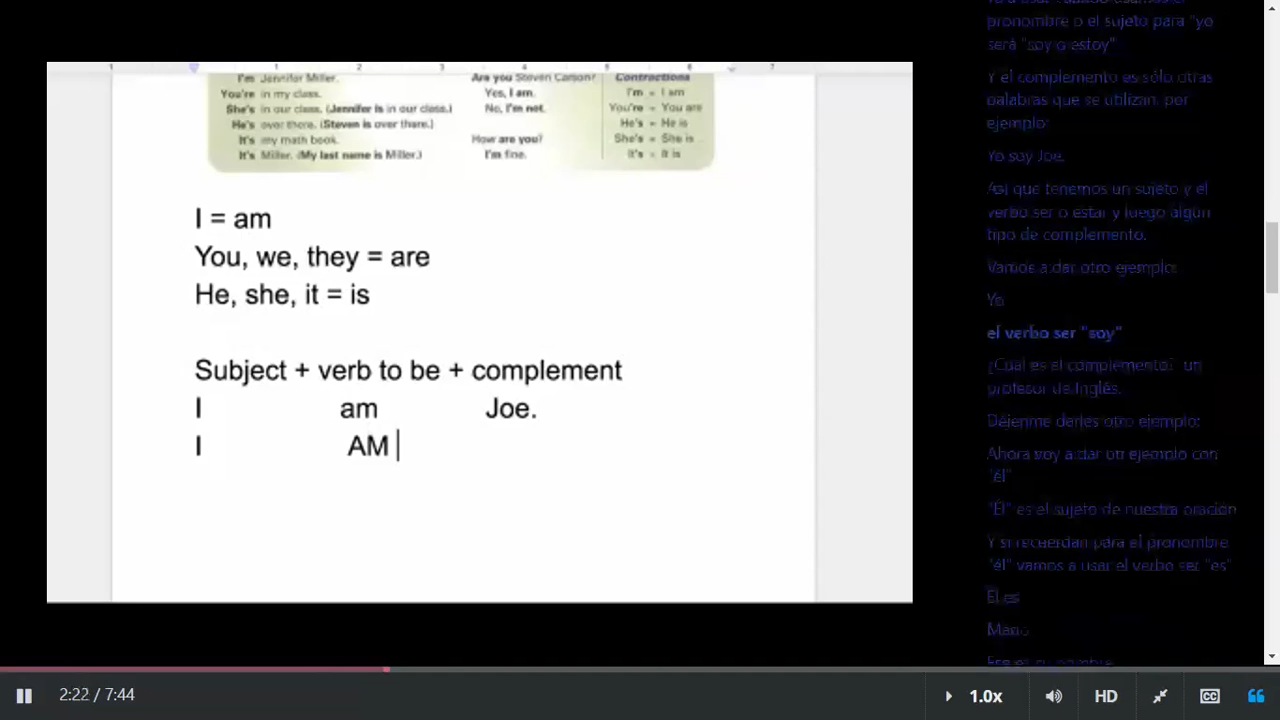 I'm Jennifer Miller.
You're in my class.
She's in our class. (Jennifer is in our class.)
He's over there. (Steven is over there.)
It's my math book.
It's Miller. (My last name is Miller.)
Are you Steven Carson?
Yes, I am.
No, I'm not.
How are you?
I'm fine.
Contractions
I'm = I am
You're = You are
He's = He is
She's = She is
It's = It is
I = am
You, we, they = are
He, she, it = is
Subject + verb to be + complement
I am Joe.
I AM
pronombre o el sujeto para "yo
será "soy o estoy"
Y el complemento es sólo otras
palabras que se utilizan, por
ejemplo:
Yo soy Joe.
Así que tenemos un sujeto y el
verbo ser o estar y luego algún
tipo de complemento.
Vamos a dar otro ejemplo:
Yo
el verbo ser "soy"
¿Cuál es el complemento? un
profesor de Inglés.
Déjenme darles otro ejemplo:
Ahora voy a dar un ejemplo con
"él"
"Él" es el sujeto de nuestra oración
Y si recuerdan para el pronombre
"él" vamos a usar el verbo ser "es"
Él es
Mario
Ese es su nombre
2:22 / 7:44
1.0x
HD
CC